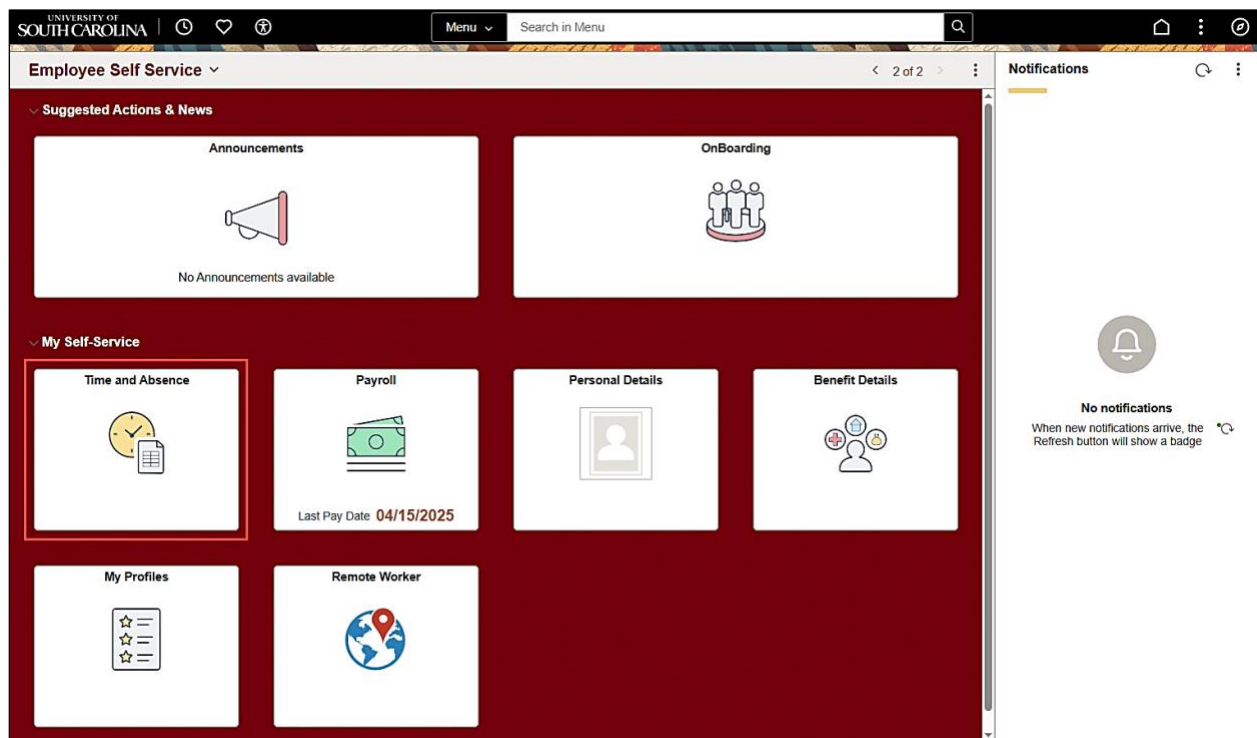 UNIVERSITY OF
SOUTH CAROLINA
Menu
Search in Menu
Employee Self Service
2 of 2
Notifications
Suggested Actions & News
Announcements
No Announcements available
OnBoarding
My Self-Service
Time and Absence
Payroll
Last Pay Date 04/15/2025
Personal Details
Benefit Details
My Profiles
Remote Worker
No notifications
When new notifications arrive, the
Refresh button will show a badge